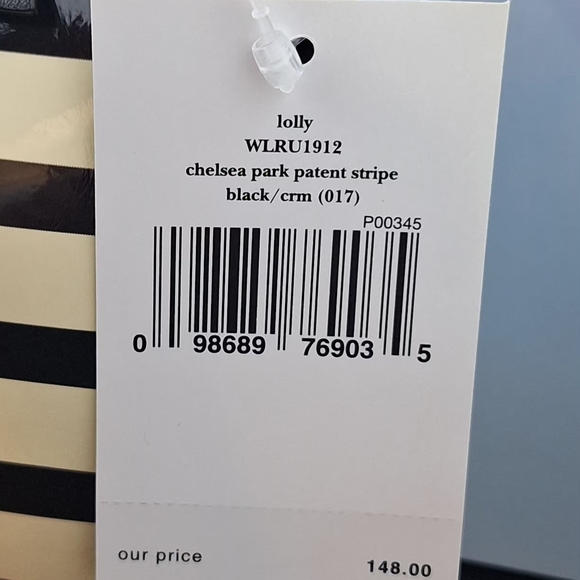 lolly
WLRU1912
chelsea park patent stripe
black/crm (017)
P00345
0 98689 76903 5
our price 148.00